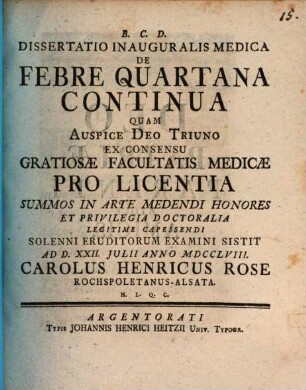 15.
B. C. D.
DISSERTATIO INAUGURALIS MEDICA
DE
FEBRE QUARTANA
CONTINUA
QUAM
AUSPICE DEO TRIUNO
EX CONSENSU
GRATIOSÆ FACULTATIS MEDICÆ
PRO LICENTIA
SUMMOS IN ARTE MEDENDI HONORES
ET PRIVILEGIA DOCTORALIA
LEGITIME CAPESSENDI
SOLENNI ERUDITORUM EXAMINI SISTIT
AD D. XXII. JULII ANNO MDCCLVIII.
CAROLUS HENRICUS ROSE
ROCHSPOLETANUS-ALSATA.
H. L. Q. C.
ARGENTORATI
TYPIS JOHANNIS HENRICI HEITZII UNIV. TYPOGR.